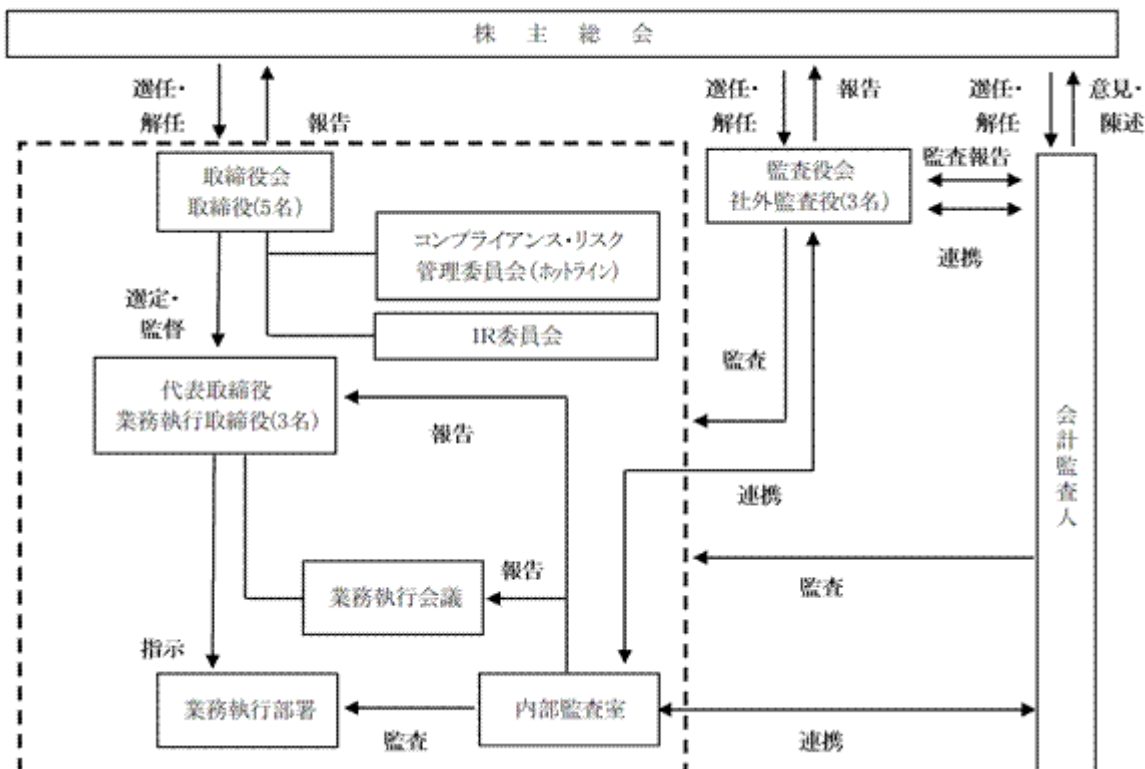 株主総会
選任・
解任
報告
選任・
解任
報告
選任・
解任
意見・
陳述
取締役会
取締役(5名)
監査役会
社外監査役(3名)
監査報告
連携
コンプライアンス・リスク
管理委員会(ホットライン)
選定・
監督
IR委員会
監査
代表取締役
業務執行取締役(3名)
報告
会計監査人
連携
報告
監査
業務執行会議
指示
業務執行部署
内部監査室
監査
連携